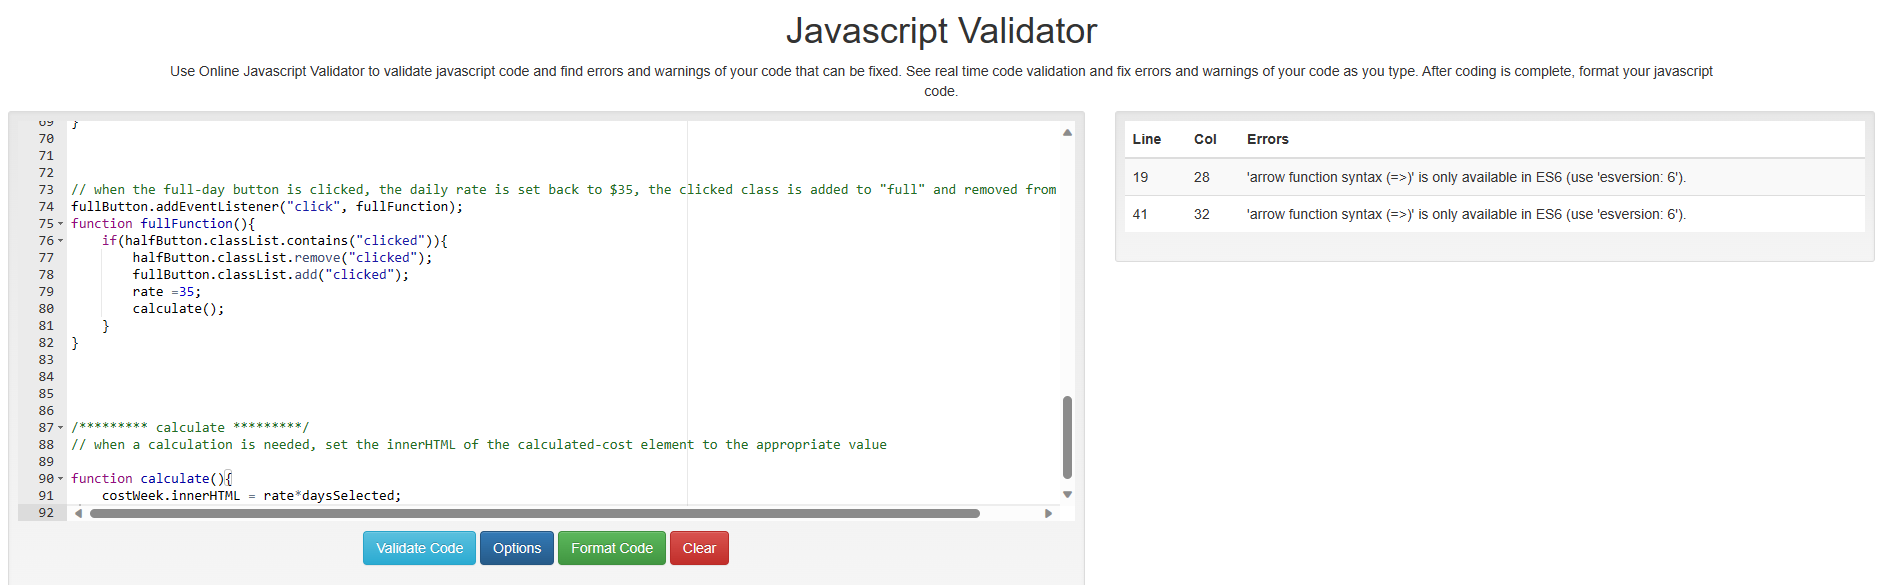 Javascript Validator
Use Online Javascript Validator to validate javascript code and find errors and warnings of your code that can be fixed. See real time code validation and fix errors and warnings of your code as you type. After coding is complete, format your javascript
code.
69 }
70
71
72
73 // when the full-day button is clicked, the daily rate is set back to $35, the clicked class is added to "full" and removed from
74 fullButton.addEventListener("click", fullFunction);
75 function fullFunction(){
76 if(halfButton.classList.contains("clicked")){
77 halfButton.classList.remove("clicked");
78 fullButton.classList.add("clicked");
79 rate =35;
80 calculate();
81 }
82 }
83
84
85
86
87 /********* calculate *********/
88 // when a calculation is needed, set the innerHTML of the calculated-cost element to the appropriate value
89
90 function calculate(){
91 costWeek.innerHTML = rate*daysSelected;
92
Validate Code Options Format Code Clear
Line Col Errors
19 28 'arrow function syntax (=>)' is only available in ES6 (use 'esversion: 6').
41 32 'arrow function syntax (=>)' is only available in ES6 (use 'esversion: 6').